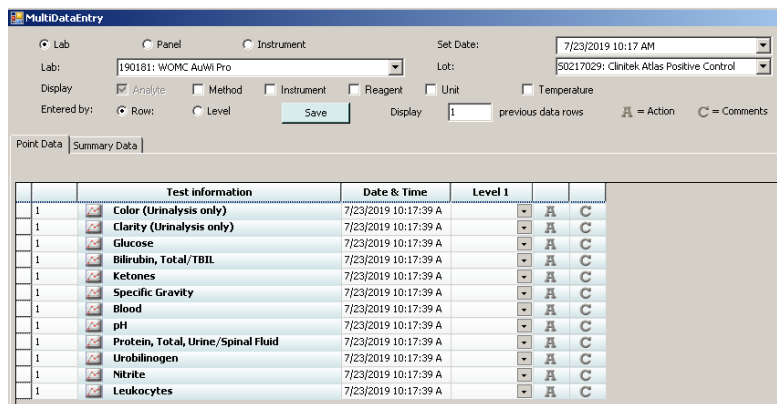 MultiDataEntry
Lab Panel Instrument Set Date: 7/23/2019 10:17 AM
Lab: 190181: WOMC AuWi Pro Lot: 50217029: Clinitek Atlas Positive Control
Display Analyte Method Instrument Reagent Unit Temperature
Entered by: Row: Level Save Display 1 previous data rows A = Action C = Comments
Point Data Summary Data
Test information Date & Time Level 1
1 Color (Urinalysis only) 7/23/2019 10:17:39 A A C
1 Clarity (Urinalysis only) 7/23/2019 10:17:39 A A C
1 Glucose 7/23/2019 10:17:39 A A C
1 Bilirubin, Total/TBIL 7/23/2019 10:17:39 A A C
1 Ketones 7/23/2019 10:17:39 A A C
1 Specific Gravity 7/23/2019 10:17:39 A A C
1 Blood 7/23/2019 10:17:39 A A C
1 pH 7/23/2019 10:17:39 A A C
1 Protein, Total, Urine/Spinal Fluid 7/23/2019 10:17:39 A A C
1 Urobilinogen 7/23/2019 10:17:39 A A C
1 Nitrite 7/23/2019 10:17:39 A A C
1 Leukocytes 7/23/2019 10:17:39 A A C